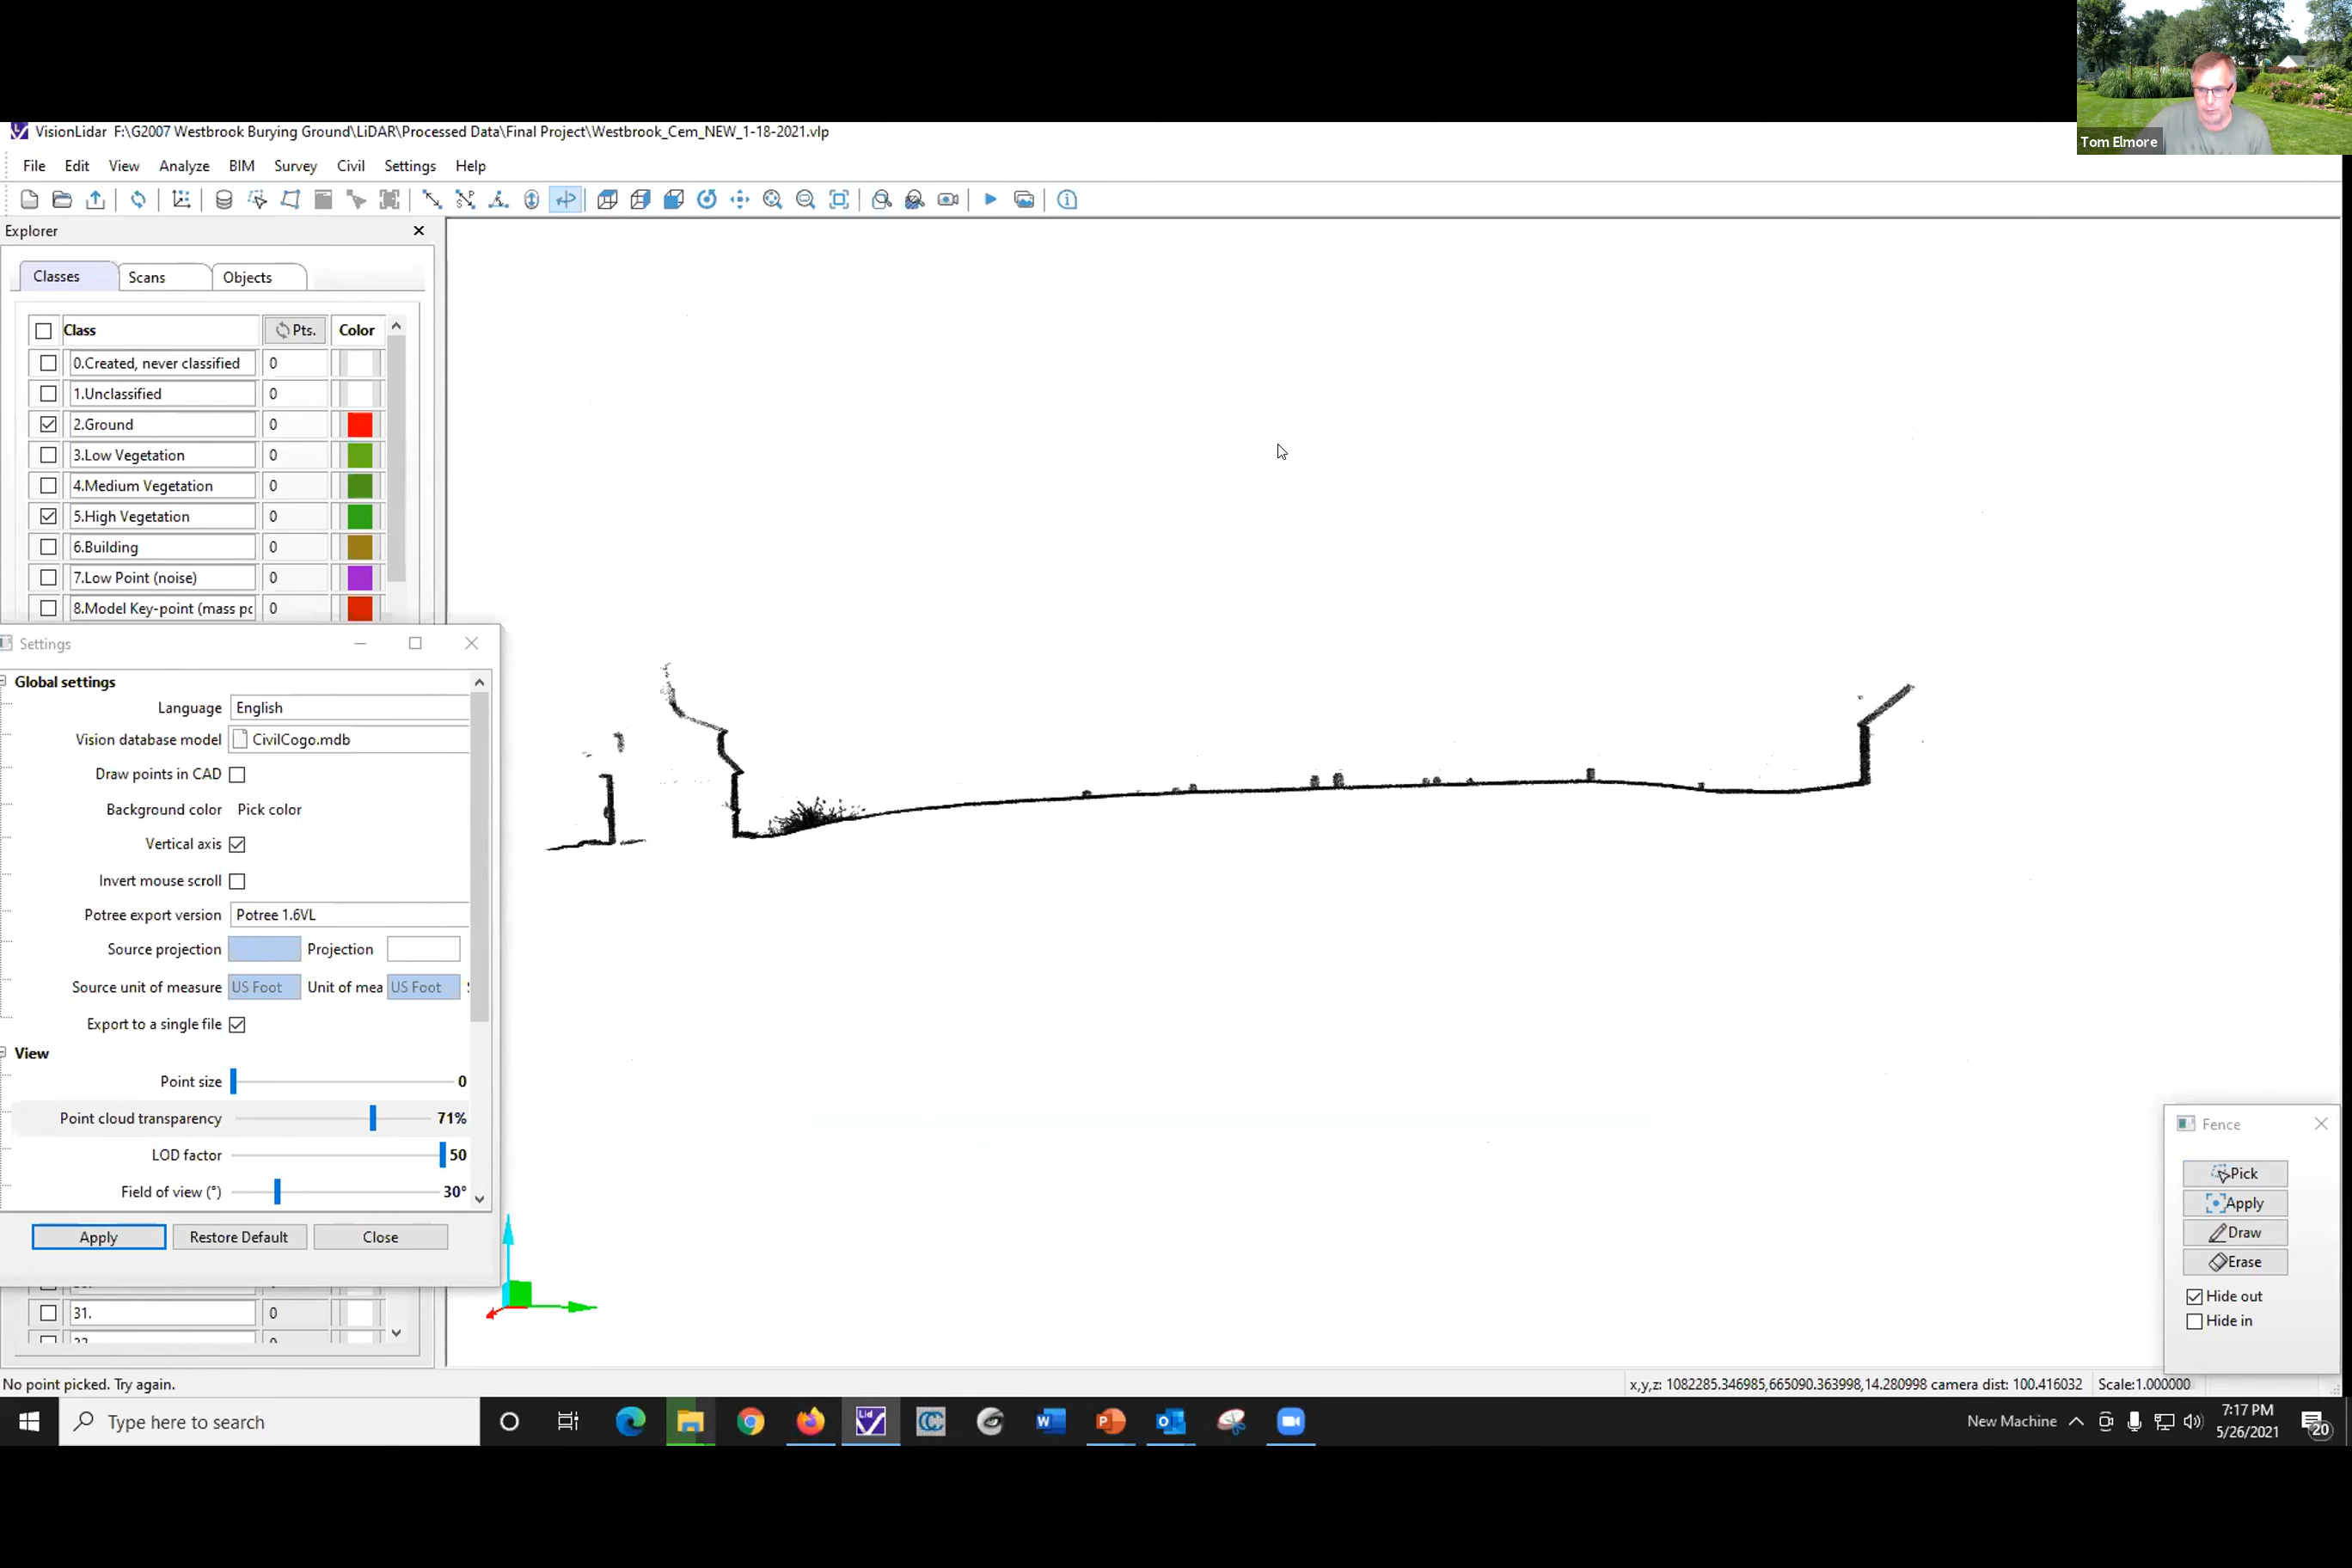 Tom Elmore
VisionLidar F:\G2007 Westbrook Burying Ground\LiDAR\Processed Data\Final Project\Westbrook_Cem_NEW_1-18-2021.vlp
File Edit View Analyze BIM Survey Civil Settings Help
Explorer
Classes Scans Objects
Class Pts. Color
0.Created, never classified 0
1.Unclassified 0
2.Ground 0
3.Low Vegetation 0
4.Medium Vegetation 0
5.High Vegetation 0
6.Building 0
7.Low Point (noise) 0
8.Model Key-point (mass pc 0
Settings
Global settings
Language English
Vision database model CivilCogo.mdb
Draw points in CAD
Background color Pick color
Vertical axis
Invert mouse scroll
Potree export version Potree 1.6VL
Source projection Projection
Source unit of measure US Foot Unit of mea US Foot
Export to a single file
View
Point size 0
Point cloud transparency 71%
LOD factor 50
Field of view (°) 30°
Apply Restore Default Close
31. 0
Fence
Pick
Apply
Draw
Erase
Hide out
Hide in
No point picked. Try again.
x,y,z: 1082285.346985,665090.363998,14.280998 camera dist: 100.416032 Scale:1.000000
Type here to search
Lid
New Machine
7:17 PM
5/26/2021
20